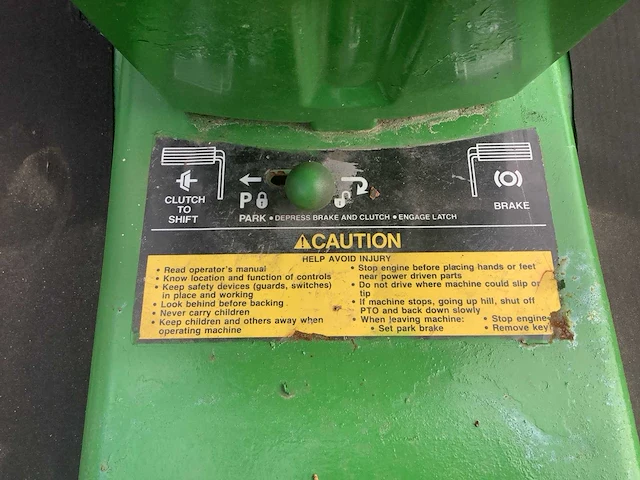 CLUTCH
TO
SHIFT
P
PARK • DEPRESS BRAKE AND CLUTCH • ENGAGE LATCH
BRAKE
CAUTION
HELP AVOID INJURY
• Read operator's manual
• Know location and function of controls
• Keep safety devices (guards, switches)
in place and working
• Look behind before backing
• Never carry children
• Keep children and others away when
operating machine
• Stop engine before placing hands or feet
near power driven parts
• Do not drive where machine could slip or
tip
• If machine stops, going up hill, shut off
PTO and back down slowly
• When leaving machine: • Stop engine
• Set park brake • Remove key